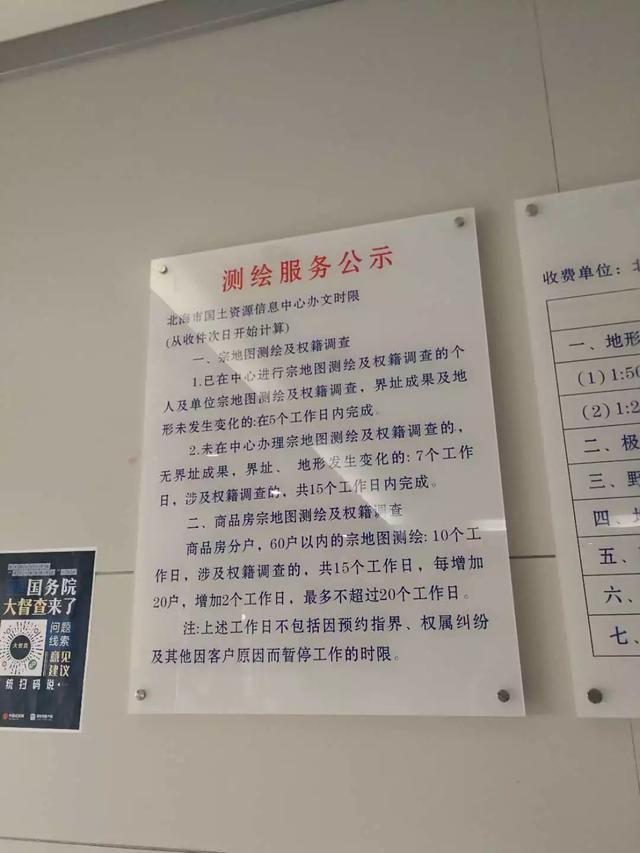 测绘服务公示
北海市国土资源信息中心办文时限
(从收件次日开始计算)
一、宗地图测绘及权籍调查
1.已在中心进行宗地图测绘及权籍调查的个
人及单位宗地图测绘及权籍调查，界址成果及地
形未发生变化的:在5个工作日内完成。
2.未在中心办理宗地图测绘及权籍调查的，
无界址成果，界址、 地形发生变化的: 7个工作
日，涉及权籍调查的，共15个工作日内完成。
二、商品房宗地图测绘及权籍调查
商品房分户，60户以内的宗地图测绘: 10个工
作日，涉及权籍调查的，共15个工作日，每增加
20户，增加2个工作日，最多不超过20个工作日。
注:上述工作日不包括因预约指界、权属纠纷
及其他因客户原因而暂停工作的时限。
收费单位:
一、地形
(1) 1:50
(2) 1:2
二、极
三、野
四、地
五、
六、
七、
国务院
大督查来了
大督查
问题
线索
意见
建议
统扫码说